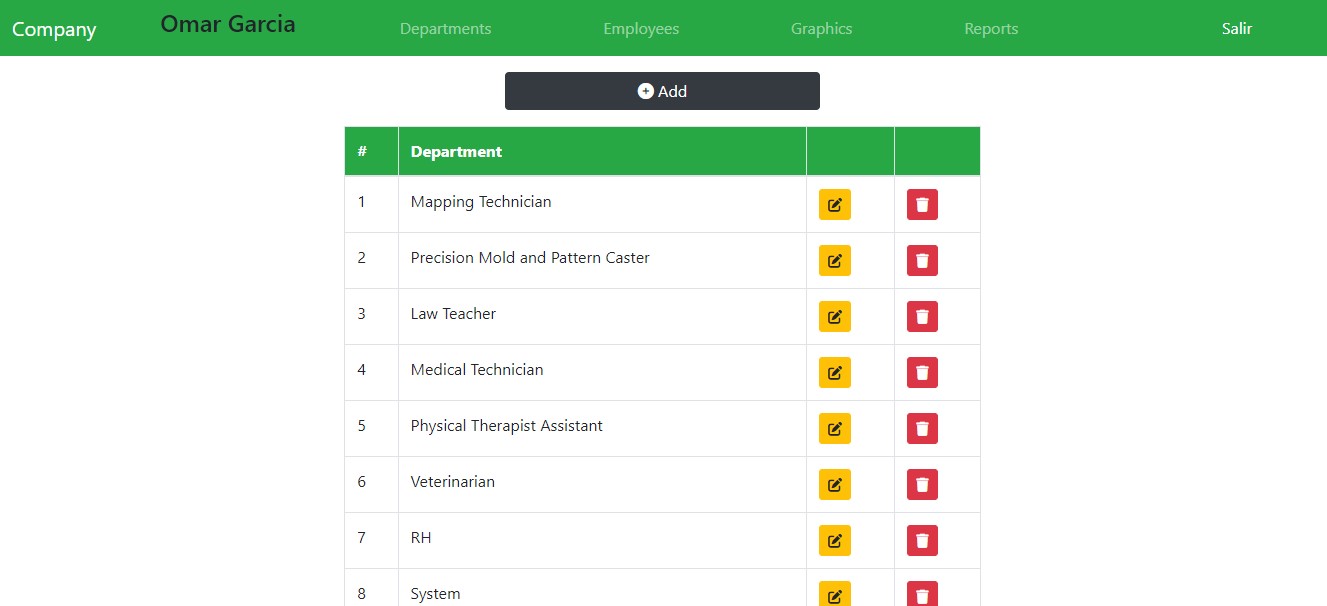 Company Omar Garcia Departments Employees Graphics Reports Salir
Add
# Department
1 Mapping Technician
2 Precision Mold and Pattern Caster
3 Law Teacher
4 Medical Technician
5 Physical Therapist Assistant
6 Veterinarian
7 RH
8 System